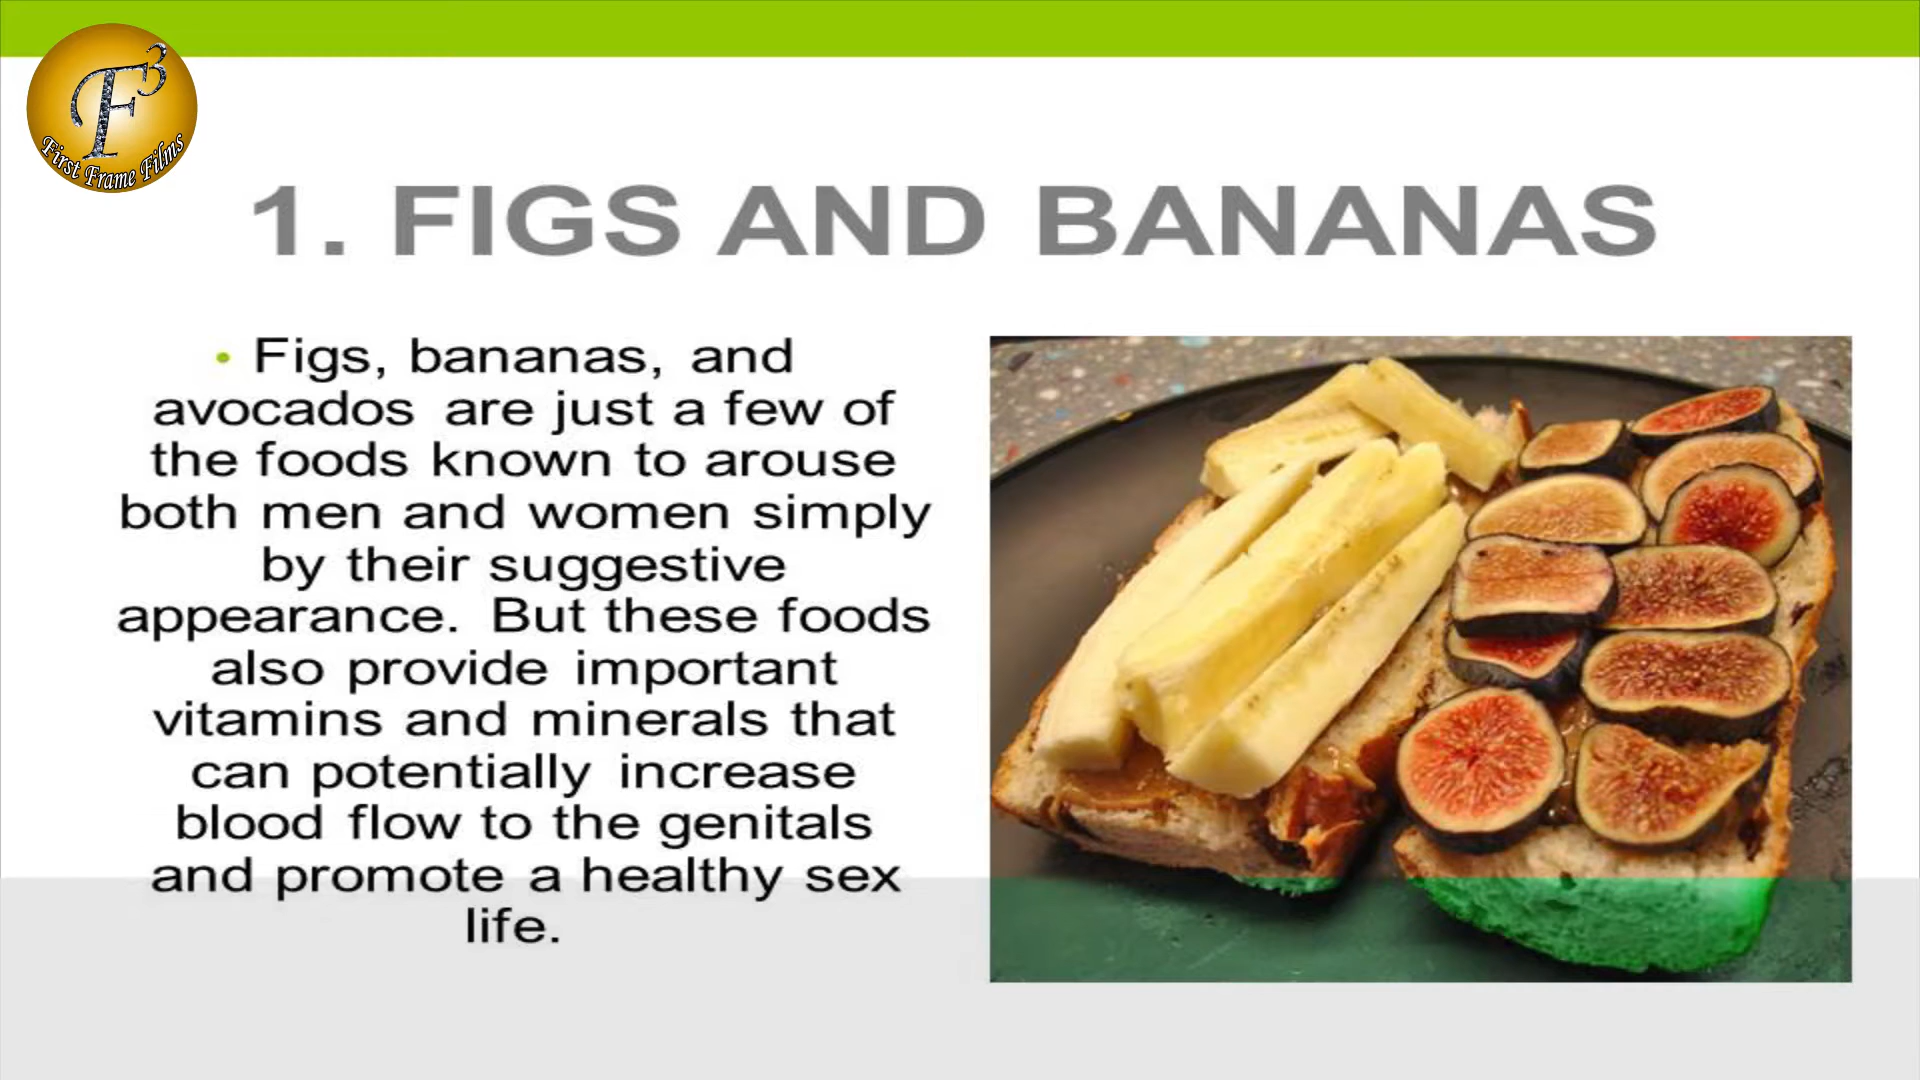 F3
First Frame Films
1. FIGS AND BANANAS
• Figs, bananas, and
avocados are just a few of
the foods known to arouse
both men and women simply
by their suggestive
appearance. But these foods
also provide important
vitamins and minerals that
can potentially increase
blood flow to the genitals
and promote a healthy sex
life.